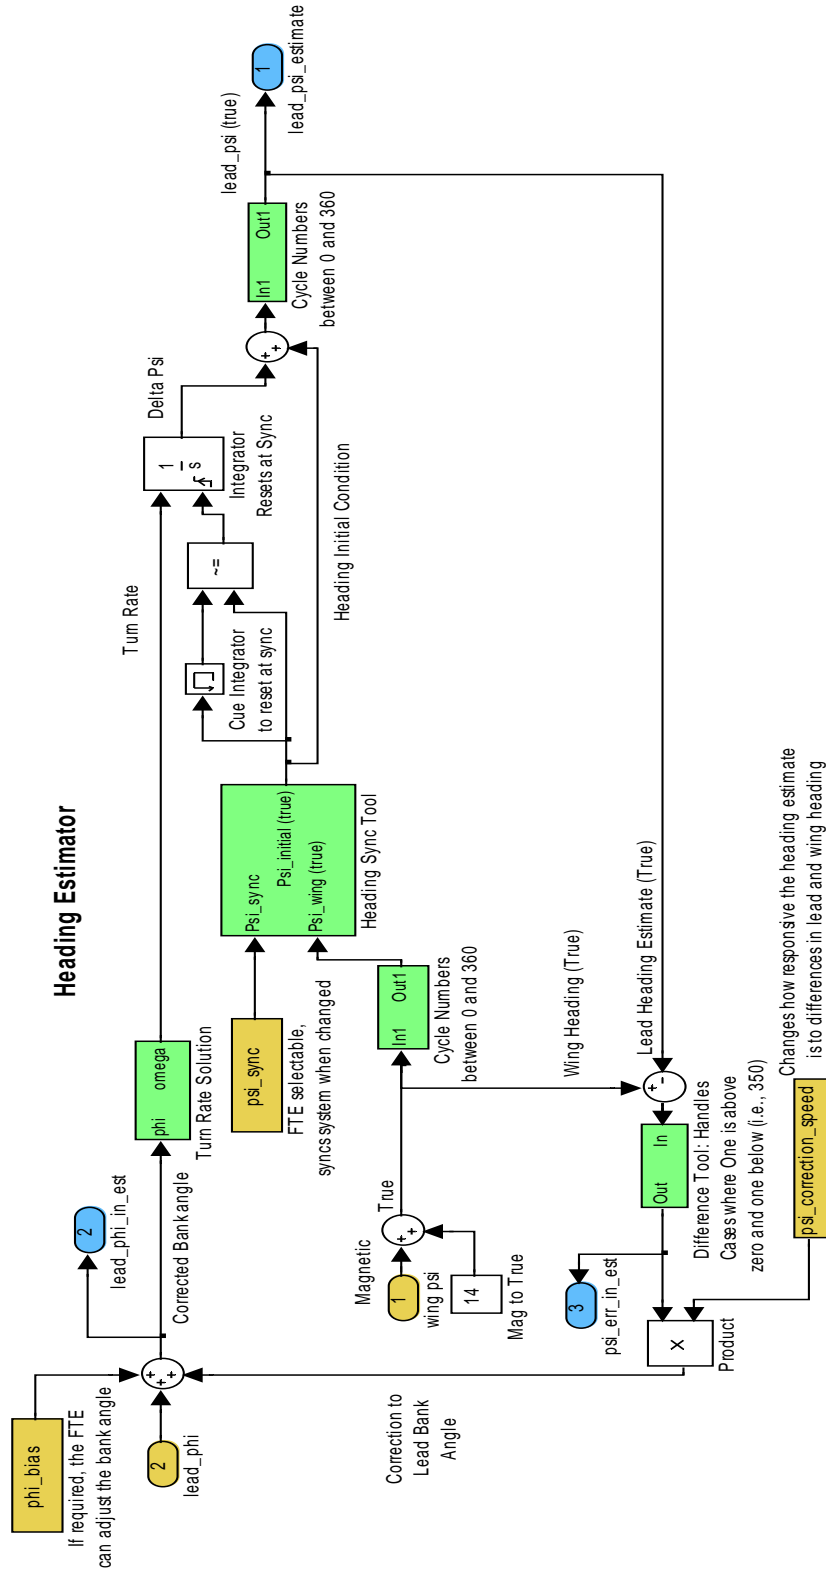 Heading Estimator
phi_bias
If required, the FTE
can adjust the bank angle
2
lead_phi
2
lead_phi_in_est
Corrected Bank angle
phi omega
Turn Rate Solution
Turn Rate
psi_sync
FTE selectable,
syncs system when changed
Psi_sync
Psi_initial (true)
Psi_wing (true)
Heading Sync Tool
Cue Integrator
to reset at sync
~=
1
s
Integrator
Resets at Sync
Delta Psi
Heading Initial Condition
+
+
In1 Out1
Cycle Numbers
between 0 and 360
lead_psi (true)
1
lead_psi_estimate
+
+
+
Magnetic
1
wing psi
14
Mag to True
+
+
True
In1 Out1
Cycle Numbers
between 0 and 360
Wing Heading (True)
Lead Heading Estimate (True)
+
-
Out In
Difference Tool: Handles
Cases where One is above
zero and one below (i.e., 350)
3
psi_err_in_est
X
Product
Correction to
Lead Bank
Angle
psi_correction_speed
Changes how responsive the heading estimate
is to differences in lead and wing heading